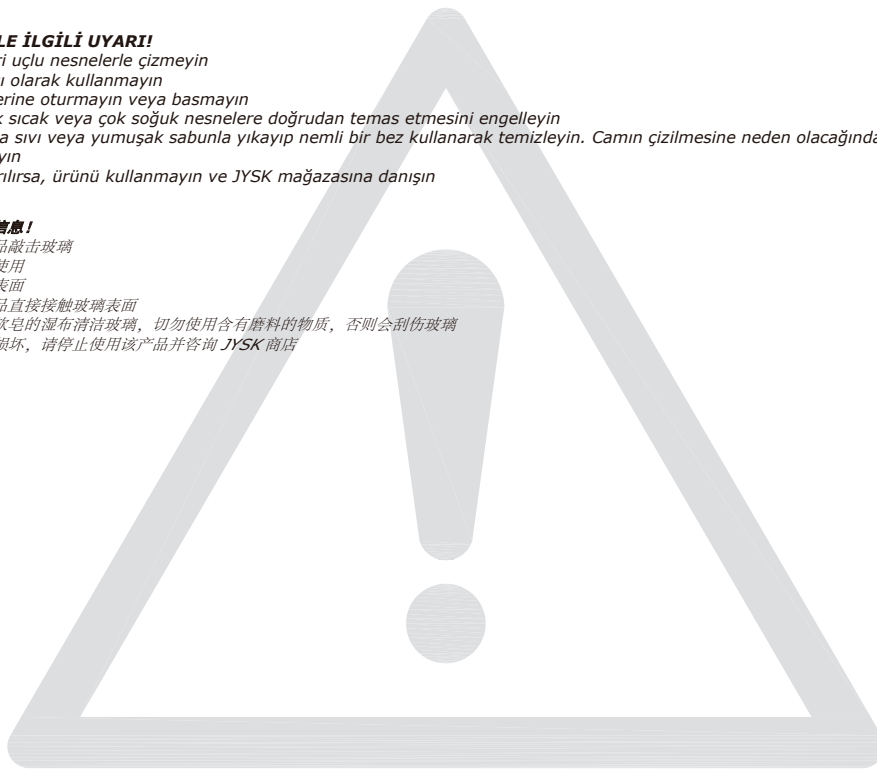 LE İLGİLİ UYARI!
ri uçlu nesnelerle çizmeyin
ı olarak kullanmayın
erine oturmayın veya basmayın
k sıcak veya çok soğuk nesnelere doğrudan temas etmesini engelleyin
a sıvı veya yumuşak sabunla yıkayıp nemli bir bez kullanarak temizleyin. Camın çizilmesine neden olacağında
yın
rılırsa, ürünü kullanmayın ve JYSK mağazasına danışın
信息!
品敲击玻璃
使用
表面
品直接接触玻璃表面
软皂的湿布清洁玻璃, 切勿使用含有磨料的物质, 否则会刮伤玻璃
损坏, 请停止使用该产品并咨询 JYSK 商店